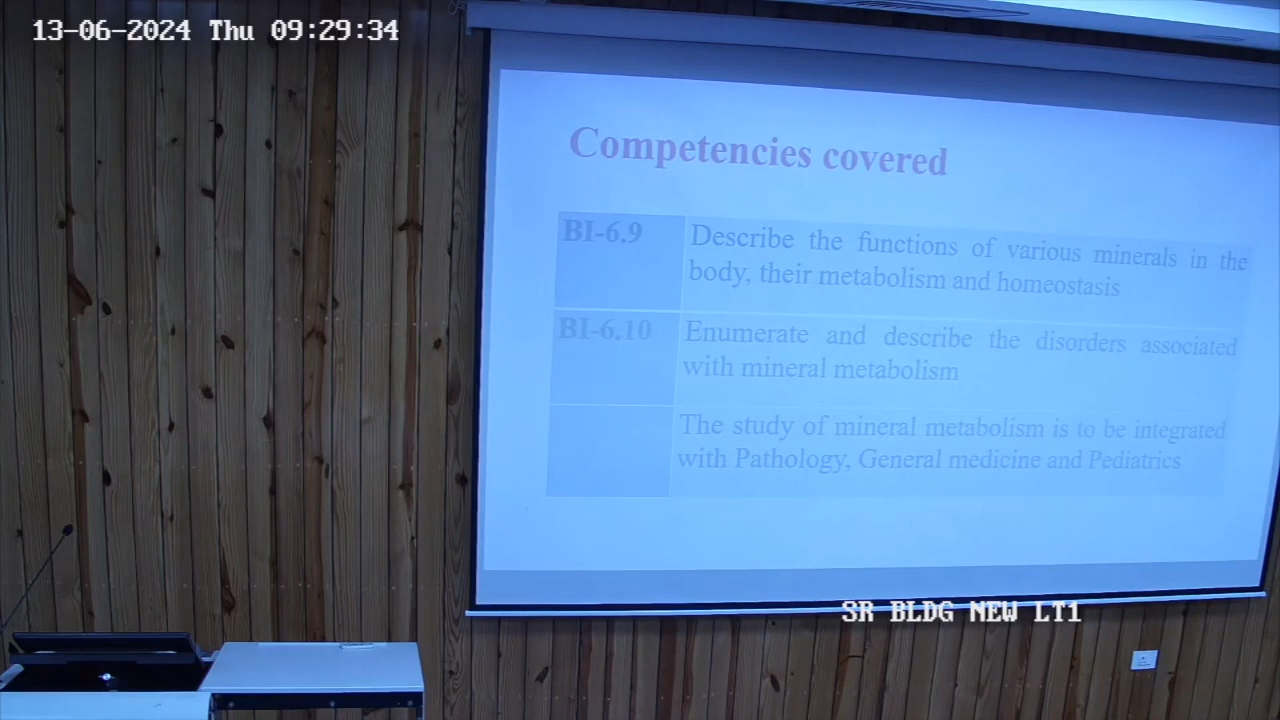 13-06-2024 Thu 09:29:34
Competencies covered
BI-6.9
Describe the functions of various minerals in the
body, their metabolism and homeostasis
BI-6.10
Enumerate and describe the disorders associated
with mineral metabolism
The study of mineral metabolism is to be integrated
with Pathology, General medicine and Pediatrics
SR BLDG NEW LT1